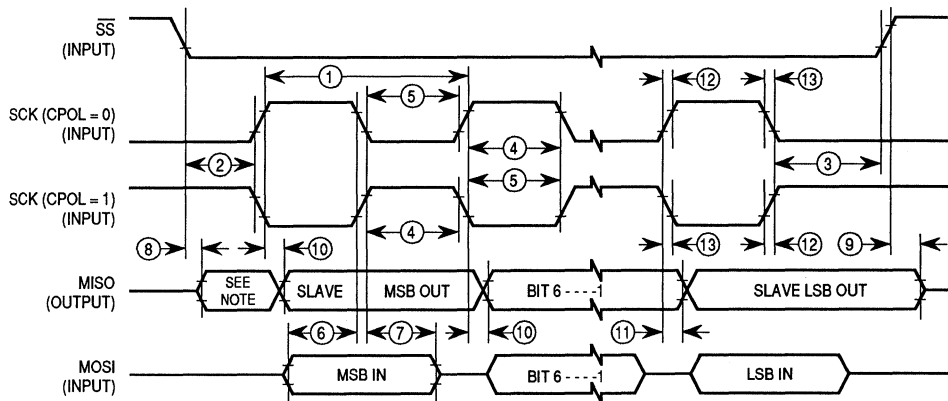 SS
(INPUT)
1
12
13
5
SCK (CPOL = 0)
(INPUT)
2
4
3
5
SCK (CPOL = 1)
(INPUT)
4
13
12
8
10
9
MISO
(OUTPUT)
SEE
NOTE
SLAVE
MSB OUT
BIT 6 - - - - 1
SLAVE LSB OUT
6
7
10
11
MOSI
(INPUT)
MSB IN
BIT 6 - - - - 1
LSB IN